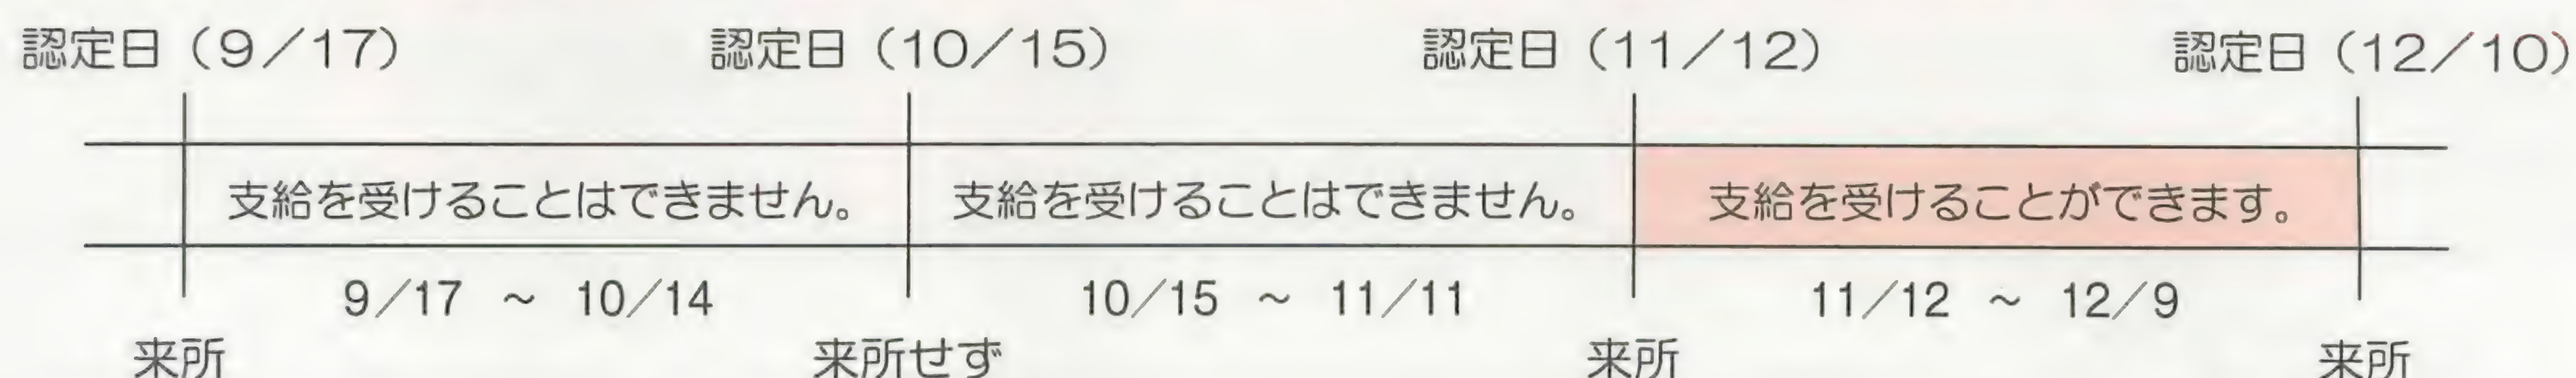 認定日（9／17） 認定日（10／15） 認定日（11／12） 認定日（12／10）
支給を受けることはできません。 支給を受けることはできません。 支給を受けることができます。
9／17 ～ 10／14 10／15 ～ 11／11 11／12 ～ 12／9
来所 来所せず 来所 来所